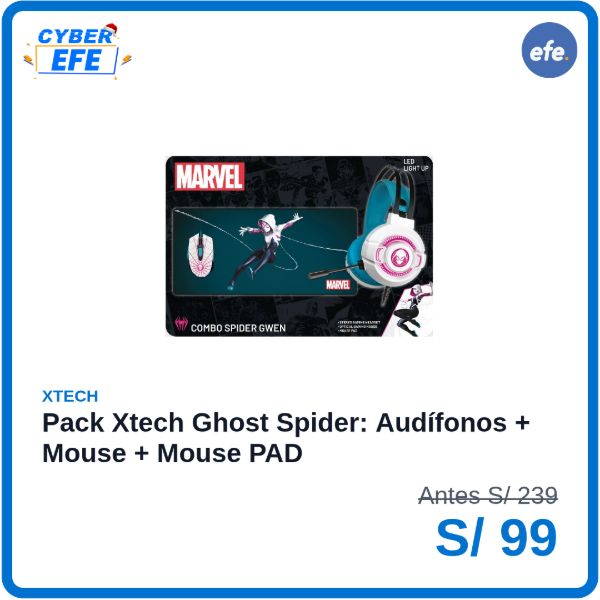 CYBER
EFE
efe.
LED
LIGHT UP
MARVEL
MARVEL
COMBO SPIDER GWEN
XTECH
Pack Xtech Ghost Spider: Audífonos +
Mouse + Mouse PAD
Antes S/ 239
S/ 99